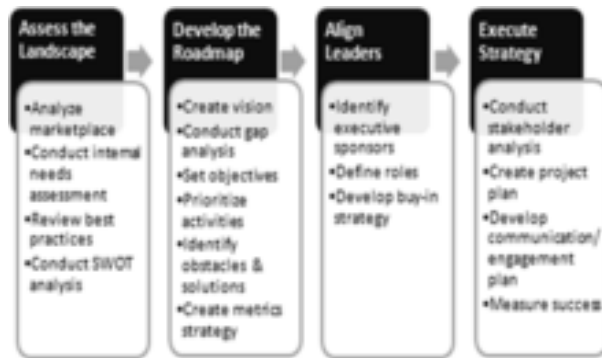 Assess the
Landscape
•Analyze
marketplace
•Conduct internal
needs
assessment
•Review best
practices
•Conduct SWOT
analysis
Develop the
Roadmap
•Create vision
•Conduct gap
analysis
•Set objectives
•Prioritize
activities
•Identify
obstacles &
solutions
•Create metrics
strategy
Align
Leaders
•Identify
executive
sponsors
•Define roles
•Develop buy-in
strategy
Execute
Strategy
•Conduct
stakeholder
analysis
•Create project
plan
•Develop
communication/
engagement
plan
•Measure success